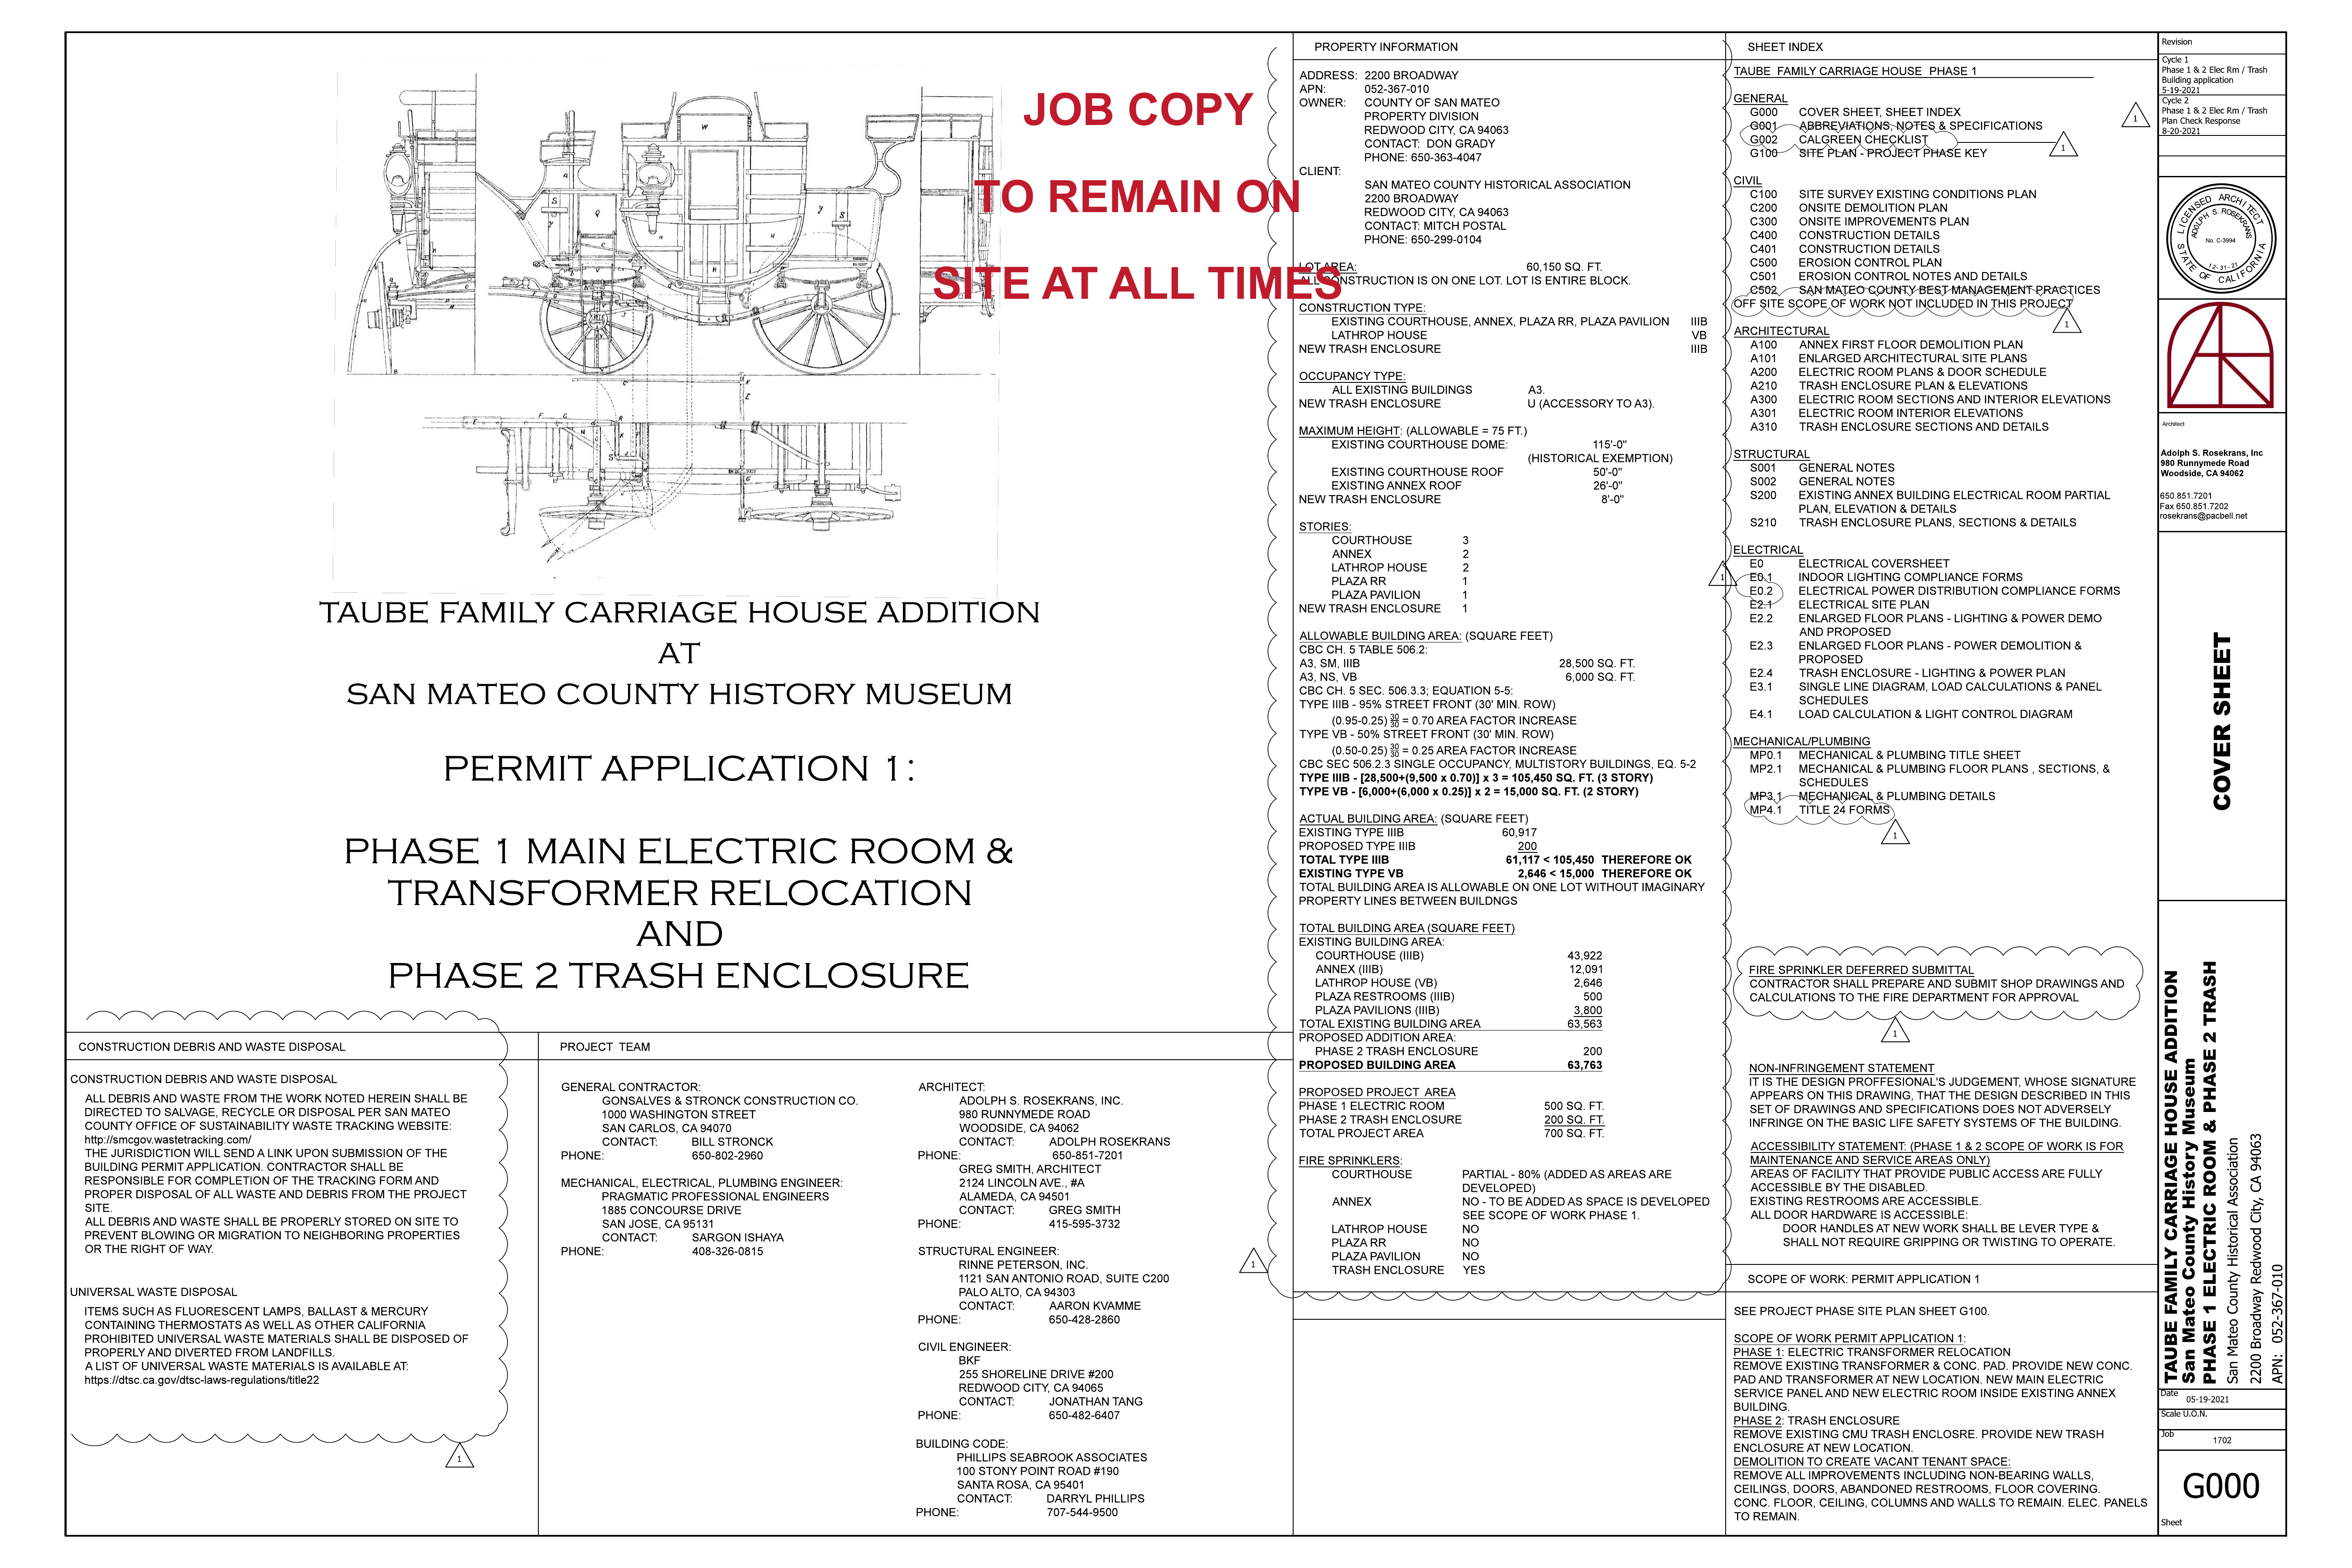 JOB COPY
TO REMAIN ON
SITE AT ALL TIMES
TAUBE FAMILY CARRIAGE HOUSE ADDITION
AT
SAN MATEO COUNTY HISTORY MUSEUM
PERMIT APPLICATION 1:
PHASE 1 MAIN ELECTRIC ROOM &
TRANSFORMER RELOCATION
AND
PHASE 2 TRASH ENCLOSURE
CONSTRUCTION DEBRIS AND WASTE DISPOSAL
CONSTRUCTION DEBRIS AND WASTE DISPOSAL
ALL DEBRIS AND WASTE FROM THE WORK NOTED HEREIN SHALL BE
DIRECTED TO SALVAGE, RECYCLE OR DISPOSAL PER SAN MATEO
COUNTY OFFICE OF SUSTAINABILITY WASTE TRACKING WEBSITE:
http://smcgov.wastetracking.com/
THE JURISDICTION WILL SEND A LINK UPON SUBMISSION OF THE
BUILDING PERMIT APPLICATION. CONTRACTOR SHALL BE
RESPONSIBLE FOR COMPLETION OF THE TRACKING FORM AND
PROPER DISPOSAL OF ALL WASTE AND DEBRIS FROM THE PROJECT
SITE.
ALL DEBRIS AND WASTE SHALL BE PROPERLY STORED ON SITE TO
PREVENT BLOWING OR MIGRATION TO NEIGHBORING PROPERTIES
OR THE RIGHT OF WAY.
UNIVERSAL WASTE DISPOSAL
ITEMS SUCH AS FLUORESCENT LAMPS, BALLAST & MERCURY
CONTAINING THERMOSTATS AS WELL AS OTHER CALIFORNIA
PROHIBITED UNIVERSAL WASTE MATERIALS SHALL BE DISPOSED OF
PROPERLY AND DIVERTED FROM LANDFILLS.
A LIST OF UNIVERSAL WASTE MATERIALS IS AVAILABLE AT:
https://dtsc.ca.gov/dtsc-laws-regulations/title22
1
PROJECT TEAM
GENERAL CONTRACTOR:
GONSALVES & STRONCK CONSTRUCTION CO.
1000 WASHINGTON STREET
SAN CARLOS, CA 94070
CONTACT: BILL STRONCK
PHONE: 650-802-2960
MECHANICAL, ELECTRICAL, PLUMBING ENGINEER:
PRAGMATIC PROFESSIONAL ENGINEERS
1885 CONCOURSE DRIVE
SAN JOSE, CA 95131
CONTACT: SARGON ISHAYA
PHONE: 408-326-0815
ARCHITECT:
ADOLPH S. ROSEKRANS, INC.
980 RUNNYMEDE ROAD
WOODSIDE, CA 94062
CONTACT: ADOLPH ROSEKRANS
PHONE: 650-851-7201
GREG SMITH, ARCHITECT
2124 LINCOLN AVE., #A
ALAMEDA, CA 94501
CONTACT: GREG SMITH
PHONE: 415-595-3732
STRUCTURAL ENGINEER:
RINNE PETERSON, INC.
1121 SAN ANTONIO ROAD, SUITE C200
PALO ALTO, CA 94303
CONTACT: AARON KVAMME
PHONE: 650-428-2860
CIVIL ENGINEER:
BKF
255 SHORELINE DRIVE #200
REDWOOD CITY, CA 94065
CONTACT: JONATHAN TANG
PHONE: 650-482-6407
BUILDING CODE:
PHILLIPS SEABROOK ASSOCIATES
100 STONY POINT ROAD #190
SANTA ROSA, CA 95401
CONTACT: DARRYL PHILLIPS
PHONE: 707-544-9500
1
PROPERTY INFORMATION
ADDRESS: 2200 BROADWAY
APN: 052-367-010
OWNER: COUNTY OF SAN MATEO
PROPERTY DIVISION
REDWOOD CITY, CA 94063
CONTACT: DON GRADY
PHONE: 650-363-4047
CLIENT:
SAN MATEO COUNTY HISTORICAL ASSOCIATION
2200 BROADWAY
REDWOOD CITY, CA 94063
CONTACT: MITCH POSTAL
PHONE: 650-299-0104
LOT AREA: 60,150 SQ. FT.
ALL CONSTRUCTION IS ON ONE LOT. LOT IS ENTIRE BLOCK.
CONSTRUCTION TYPE:
EXISTING COURTHOUSE, ANNEX, PLAZA RR, PLAZA PAVILION IIIB
LATHROP HOUSE VB
NEW TRASH ENCLOSURE IIIB
OCCUPANCY TYPE:
ALL EXISTING BUILDINGS A3.
NEW TRASH ENCLOSURE U (ACCESSORY TO A3).
MAXIMUM HEIGHT: (ALLOWABLE = 75 FT.)
EXISTING COURTHOUSE DOME: 115'-0"
(HISTORICAL EXEMPTION)
EXISTING COURTHOUSE ROOF 50'-0"
EXISTING ANNEX ROOF 26'-0"
NEW TRASH ENCLOSURE 8'-0"
STORIES:
COURTHOUSE 3
ANNEX 2
LATHROP HOUSE 2
PLAZA RR 1
PLAZA PAVILION 1
NEW TRASH ENCLOSURE 1
ALLOWABLE BUILDING AREA: (SQUARE FEET)
CBC CH. 5 TABLE 506.2:
A3, SM, IIIB 28,500 SQ. FT.
A3, NS, VB 6,000 SQ. FT.
CBC CH. 5 SEC. 506.3.3; EQUATION 5-5:
TYPE IIIB - 95% STREET FRONT (30' MIN. ROW)
(0.95-0.25) 30/30 = 0.70 AREA FACTOR INCREASE
TYPE VB - 50% STREET FRONT (30' MIN. ROW)
(0.50-0.25) 30/30 = 0.25 AREA FACTOR INCREASE
CBC SEC 506.2.3 SINGLE OCCUPANCY, MULTISTORY BUILDINGS, EQ. 5-2
TYPE IIIB - [28,500+(9,500 x 0.70)] x 3 = 105,450 SQ. FT. (3 STORY)
TYPE VB - [6,000+(6,000 x 0.25)] x 2 = 15,000 SQ. FT. (2 STORY)
ACTUAL BUILDING AREA: (SQUARE FEET)
EXISTING TYPE IIIB 60,917
PROPOSED TYPE IIIB 200
TOTAL TYPE IIIB 61,117 < 105,450 THEREFORE OK
EXISTING TYPE VB 2,646 < 15,000 THEREFORE OK
TOTAL BUILDING AREA IS ALLOWABLE ON ONE LOT WITHOUT IMAGINARY
PROPERTY LINES BETWEEN BUILDNGS
TOTAL BUILDING AREA (SQUARE FEET)
EXISTING BUILDING AREA:
COURTHOUSE (IIIB) 43,922
ANNEX (IIIB) 12,091
LATHROP HOUSE (VB) 2,646
PLAZA RESTROOMS (IIIB) 500
PLAZA PAVILIONS (IIIB) 3,800
TOTAL EXISTING BUILDING AREA 63,563
PROPOSED ADDITION AREA:
PHASE 2 TRASH ENCLOSURE 200
PROPOSED BUILDING AREA 63,763
PROPOSED PROJECT AREA
PHASE 1 ELECTRIC ROOM 500 SQ. FT.
PHASE 2 TRASH ENCLOSURE 200 SQ. FT.
TOTAL PROJECT AREA 700 SQ. FT.
FIRE SPRINKLERS:
COURTHOUSE PARTIAL - 80% (ADDED AS AREAS ARE
DEVELOPED)
ANNEX NO - TO BE ADDED AS SPACE IS DEVELOPED
SEE SCOPE OF WORK PHASE 1.
LATHROP HOUSE NO
PLAZA RR NO
PLAZA PAVILION NO
TRASH ENCLOSURE YES
SHEET INDEX
TAUBE FAMILY CARRIAGE HOUSE PHASE 1
GENERAL
G000 COVER SHEET, SHEET INDEX
G001 ABBREVIATIONS, NOTES & SPECIFICATIONS
G002 CALGREEN CHECKLIST
G100 SITE PLAN - PROJECT PHASE KEY
1
1
CIVIL
C100 SITE SURVEY EXISTING CONDITIONS PLAN
C200 ONSITE DEMOLITION PLAN
C300 ONSITE IMPROVEMENTS PLAN
C400 CONSTRUCTION DETAILS
C401 CONSTRUCTION DETAILS
C500 EROSION CONTROL PLAN
C501 EROSION CONTROL NOTES AND DETAILS
C502 SAN MATEO COUNTY BEST MANAGEMENT PRACTICES
OFF SITE SCOPE OF WORK NOT INCLUDED IN THIS PROJECT
1
ARCHITECTURAL
A100 ANNEX FIRST FLOOR DEMOLITION PLAN
A101 ENLARGED ARCHITECTURAL SITE PLANS
A200 ELECTRIC ROOM PLANS & DOOR SCHEDULE
A210 TRASH ENCLOSURE PLAN & ELEVATIONS
A300 ELECTRIC ROOM SECTIONS AND INTERIOR ELEVATIONS
A301 ELECTRIC ROOM INTERIOR ELEVATIONS
A310 TRASH ENCLOSURE SECTIONS AND DETAILS
STRUCTURAL
S001 GENERAL NOTES
S002 GENERAL NOTES
S200 EXISTING ANNEX BUILDING ELECTRICAL ROOM PARTIAL
PLAN, ELEVATION & DETAILS
S210 TRASH ENCLOSURE PLANS, SECTIONS & DETAILS
ELECTRICAL
E0 ELECTRICAL COVERSHEET
1 E0.1 INDOOR LIGHTING COMPLIANCE FORMS
E0.2 ELECTRICAL POWER DISTRIBUTION COMPLIANCE FORMS
E2.1 ELECTRICAL SITE PLAN
E2.2 ENLARGED FLOOR PLANS - LIGHTING & POWER DEMO
AND PROPOSED
E2.3 ENLARGED FLOOR PLANS - POWER DEMOLITION &
PROPOSED
E2.4 TRASH ENCLOSURE - LIGHTING & POWER PLAN
E3.1 SINGLE LINE DIAGRAM, LOAD CALCULATIONS & PANEL
SCHEDULES
E4.1 LOAD CALCULATION & LIGHT CONTROL DIAGRAM
MECHANICAL/PLUMBING
MP0.1 MECHANICAL & PLUMBING TITLE SHEET
MP2.1 MECHANICAL & PLUMBING FLOOR PLANS , SECTIONS, &
SCHEDULES
MP3.1 MECHANICAL & PLUMBING DETAILS
MP4.1 TITLE 24 FORMS
1
FIRE SPRINKLER DEFERRED SUBMITTAL
CONTRACTOR SHALL PREPARE AND SUBMIT SHOP DRAWINGS AND
CALCULATIONS TO THE FIRE DEPARTMENT FOR APPROVAL
1
NON-INFRINGEMENT STATEMENT
IT IS THE DESIGN PROFFESIONAL'S JUDGEMENT, WHOSE SIGNATURE
APPEARS ON THIS DRAWING, THAT THE DESIGN DESCRIBED IN THIS
SET OF DRAWINGS AND SPECIFICATIONS DOES NOT ADVERSELY
INFRINGE ON THE BASIC LIFE SAFETY SYSTEMS OF THE BUILDING.
ACCESSIBILITY STATEMENT: (PHASE 1 & 2 SCOPE OF WORK IS FOR
MAINTENANCE AND SERVICE AREAS ONLY)
AREAS OF FACILITY THAT PROVIDE PUBLIC ACCESS ARE FULLY
ACCESSIBLE BY THE DISABLED.
EXISTING RESTROOMS ARE ACCESSIBLE.
ALL DOOR HARDWARE IS ACCESSIBLE:
DOOR HANDLES AT NEW WORK SHALL BE LEVER TYPE &
SHALL NOT REQUIRE GRIPPING OR TWISTING TO OPERATE.
SCOPE OF WORK: PERMIT APPLICATION 1
SEE PROJECT PHASE SITE PLAN SHEET G100.
SCOPE OF WORK PERMIT APPLICATION 1:
PHASE 1: ELECTRIC TRANSFORMER RELOCATION
REMOVE EXISTING TRANSFORMER & CONC. PAD. PROVIDE NEW CONC.
PAD AND TRANSFORMER AT NEW LOCATION. NEW MAIN ELECTRIC
SERVICE PANEL AND NEW ELECTRIC ROOM INSIDE EXISTING ANNEX
BUILDING.
PHASE 2: TRASH ENCLOSURE
REMOVE EXISTING CMU TRASH ENCLOSRE. PROVIDE NEW TRASH
ENCLOSURE AT NEW LOCATION.
DEMOLITION TO CREATE VACANT TENANT SPACE:
REMOVE ALL IMPROVEMENTS INCLUDING NON-BEARING WALLS,
CEILINGS, DOORS, ABANDONED RESTROOMS, FLOOR COVERING.
CONC. FLOOR, CEILING, COLUMNS AND WALLS TO REMAIN. ELEC. PANELS
TO REMAIN.
Revision
Cycle 1
Phase 1 & 2 Elec Rm / Trash
Building application
5-19-2021
Cycle 2
Phase 1 & 2 Elec Rm / Trash
Plan Check Response
8-20-2021
LICENSED ARCHITECT
ADOLPH S. ROSEKRANS
No. C-3994
12-31-21
STATE OF CALIFORNIA
Architect
Adolph S. Rosekrans, Inc
980 Runnymede Road
Woodside, CA 94062
650.851.7201
Fax 650.851.7202
rosekrans@pacbell.net
COVER SHEET
TAUBE FAMILY CARRIAGE HOUSE ADDITION
San Mateo County History Museum
PHASE 1 ELECTRIC ROOM & PHASE 2 TRASH
San Mateo County Historical Association
2200 Broadway Redwood City, CA 94063
APN: 052-367-010
Date
05-19-2021
Scale U.O.N.
Job
1702
G000
Sheet